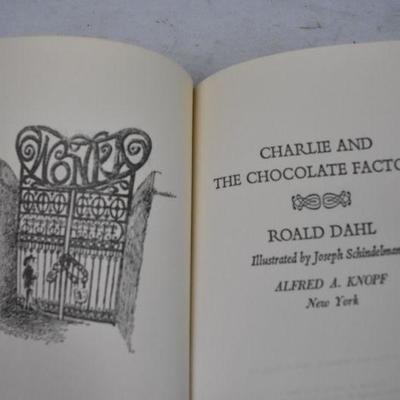 WONKA
CHARLIE AND
THE CHOCOLATE FACTO
ROALD DAHL
Illustrated by Joseph Schindelman
ALFRED A. KNOPF
New York